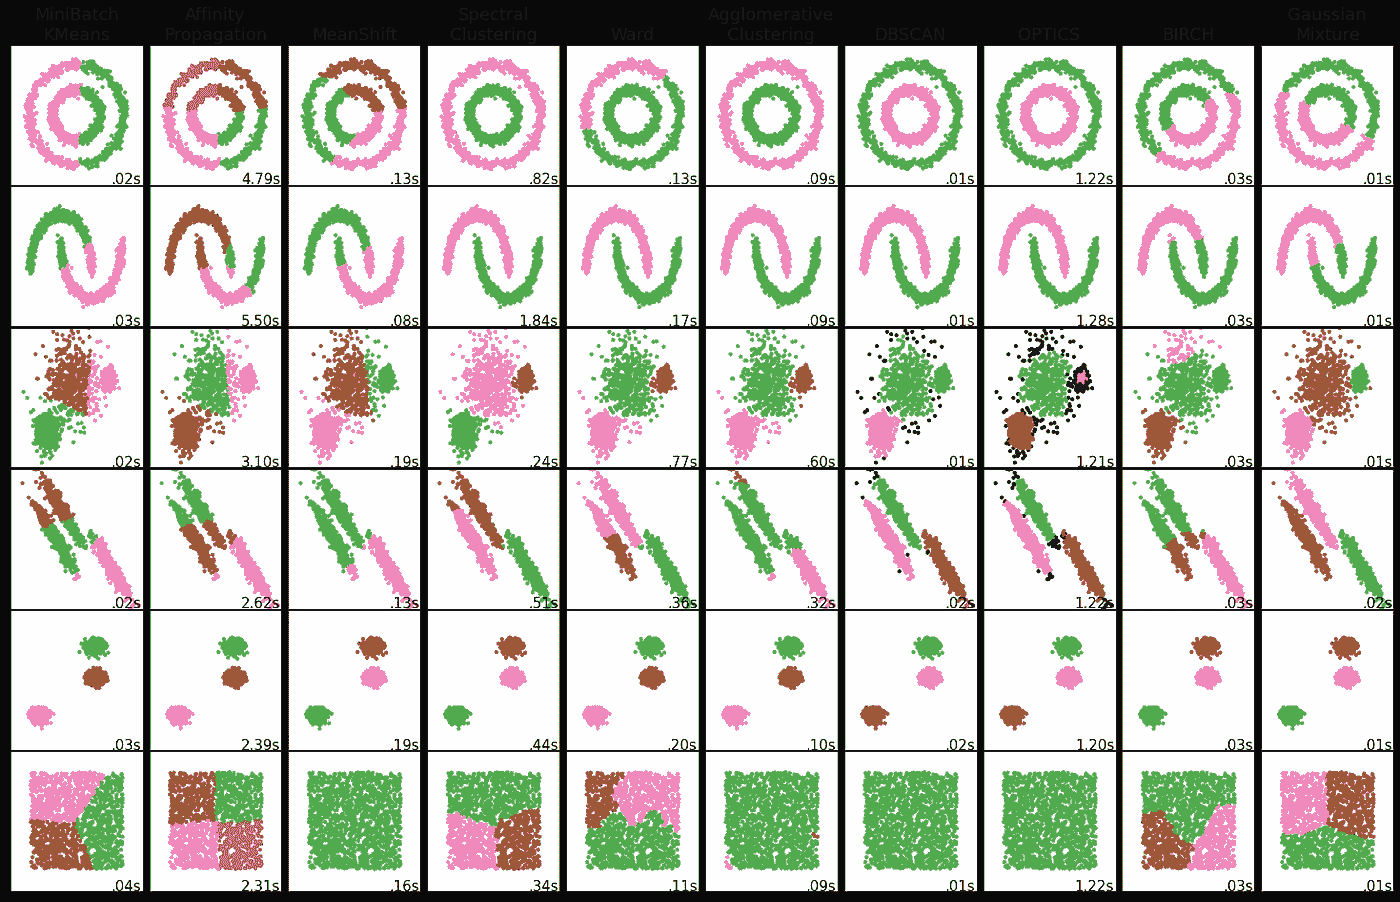 MiniBatch KMeans
Affinity Propagation
MeanShift
Spectral Clustering
Ward
Agglomerative Clustering
DBSCAN
OPTICS
BIRCH
Gaussian Mixture
.02s 4.79s .13s .82s .13s .09s .01s 1.22s .03s .01s
.03s 5.50s .08s 1.84s .17s .09s .01s 1.28s .03s .01s
.02s 3.10s .19s .24s .77s .60s .01s 1.21s .03s .01s
.02s 2.62s .13s .51s .36s .32s .02s 1.22s .03s .02s
.03s 2.39s .19s .44s .20s .10s .02s 1.20s .03s .01s
.04s 2.31s .16s .34s .11s .09s .01s 1.22s .03s .01s